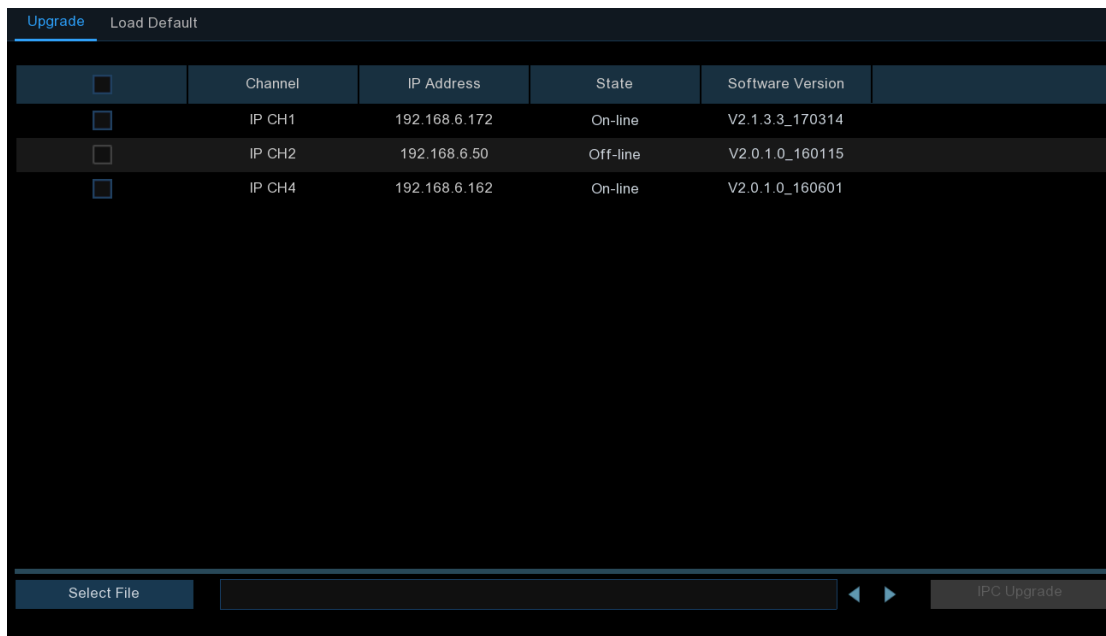 Upgrade Load Default
Channel IP Address State Software Version
IP CH1 192.168.6.172 On-line V2.1.3.3_170314
IP CH2 192.168.6.50 Off-line V2.0.1.0_160115
IP CH4 192.168.6.162 On-line V2.0.1.0_160601
Select File IPC Upgrade